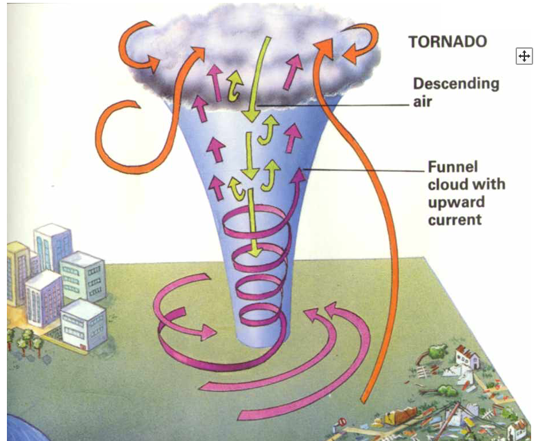 TORNADO
Descending
air
Funnel
cloud with
upward
current